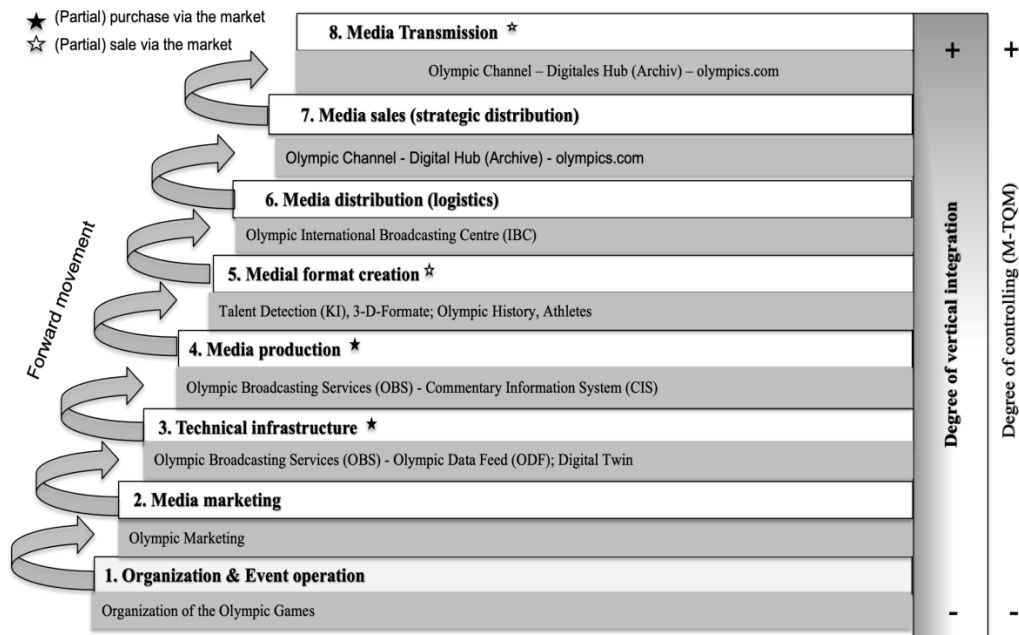 ★ (Partial) purchase via the market
☆ (Partial) sale via the market
8. Media Transmission ☆
Olympic Channel – Digitales Hub (Archiv) – olympics.com
7. Media sales (strategic distribution)
Olympic Channel - Digital Hub (Archive) - olympics.com
6. Media distribution (logistics)
Olympic International Broadcasting Centre (IBC)
5. Medial format creation ☆
Talent Detection (KI), 3-D-Formate; Olympic History, Athletes
4. Media production ★
Olympic Broadcasting Services (OBS) - Commentary Information System (CIS)
3. Technical infrastructure ★
Olympic Broadcasting Services (OBS) - Olympic Data Feed (ODF); Digital Twin
2. Media marketing
Olympic Marketing
1. Organization & Event operation
Organization of the Olympic Games
Forward movement
+
Degree of vertical integration
-
+
Degree of controlling (M-TQM)
-